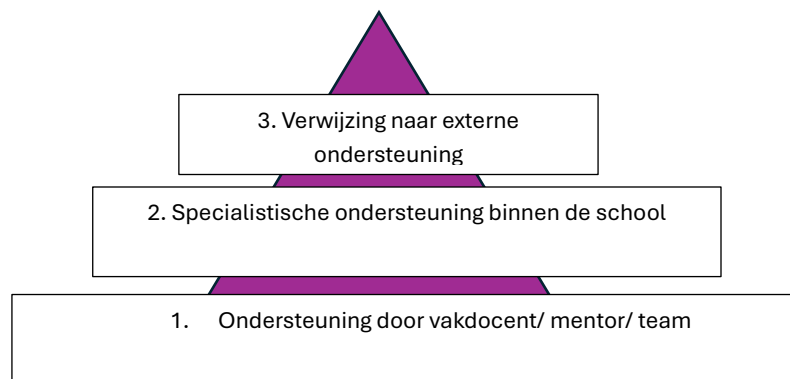 3. Verwijzing naar externe
ondersteuning
2. Specialistische ondersteuning binnen de school
1. Ondersteuning door vakdocent/ mentor/ team